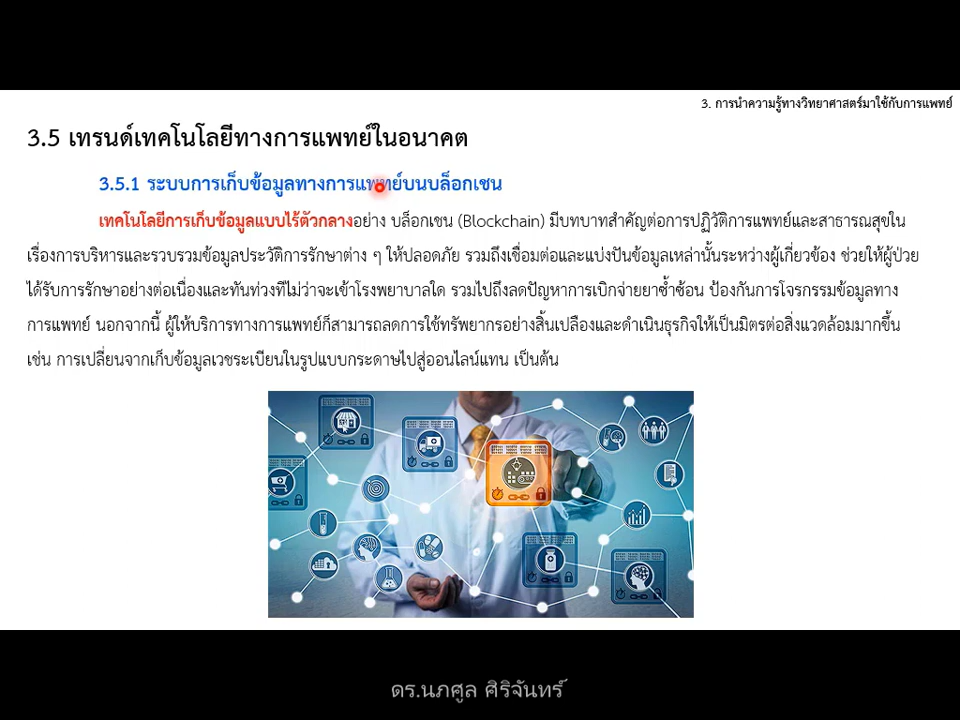 3. การนำความรู้ทางวิทยาศาสตร์มาใช้กับการแพทย์
3.5 เทรนด์เทคโนโลยีทางการแพทย์ในอนาคต
3.5.1 ระบบการเก็บข้อมูลทางการแพทย์บนบล็อกเชน
เทคโนโลยีการเก็บข้อมูลแบบไร้ตัวกลางอย่าง บล็อกเชน (Blockchain) มีบทบาทสำคัญต่อการปฏิวัติการแพทย์และสาธารณสุขใน
เรื่องการบริหารและรวบรวมข้อมูลประวัติการรักษาต่าง ๆ ให้ปลอดภัย รวมถึงเชื่อมต่อและแบ่งปันข้อมูลเหล่านั้นระหว่างผู้เกี่ยวข้อง ช่วยให้ผู้ป่วย
ได้รับการรักษาอย่างต่อเนื่องและทันท่วงทีไม่ว่าจะเข้าโรงพยาบาลใด รวมไปถึงลดปัญหาการเบิกจ่ายยาซ้ำซ้อน ป้องกันการโจรกรรมข้อมูลทาง
การแพทย์ นอกจากนี้ ผู้ให้บริการทางการแพทย์ก็สามารถลดการใช้ทรัพยากรอย่างสิ้นเปลืองและดำเนินธุรกิจให้เป็นมิตรต่อสิ่งแวดล้อมมากขึ้น
เช่น การเปลี่ยนจากเก็บข้อมูลเวชระเบียนในรูปแบบกระดาษไปสู่ออนไลน์แทน เป็นต้น
ดร.นภศูล ศิริจันทร์